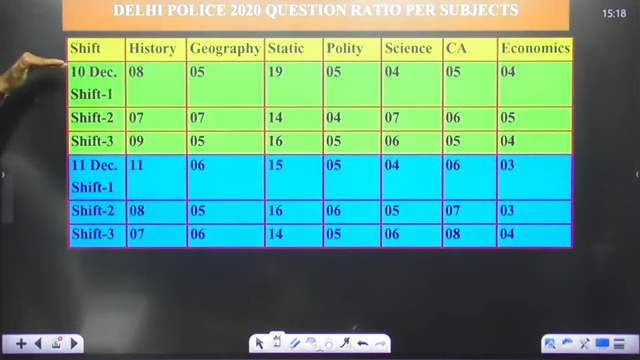 DELHI POLICE 2020 QUESTION RATIO PER SUBJECTS
15:18
Shift History Geography Static Polity Science CA Economics
10 Dec. 08 05 19 05 04 05 04
Shift-1
Shift-2 07 07 14 04 07 06 05
Shift-3 09 05 16 05 06 05 04
11 Dec. 11 06 15 05 04 06 03
Shift-1
Shift-2 08 05 16 06 05 07 03
Shift-3 07 06 14 05 06 08 04